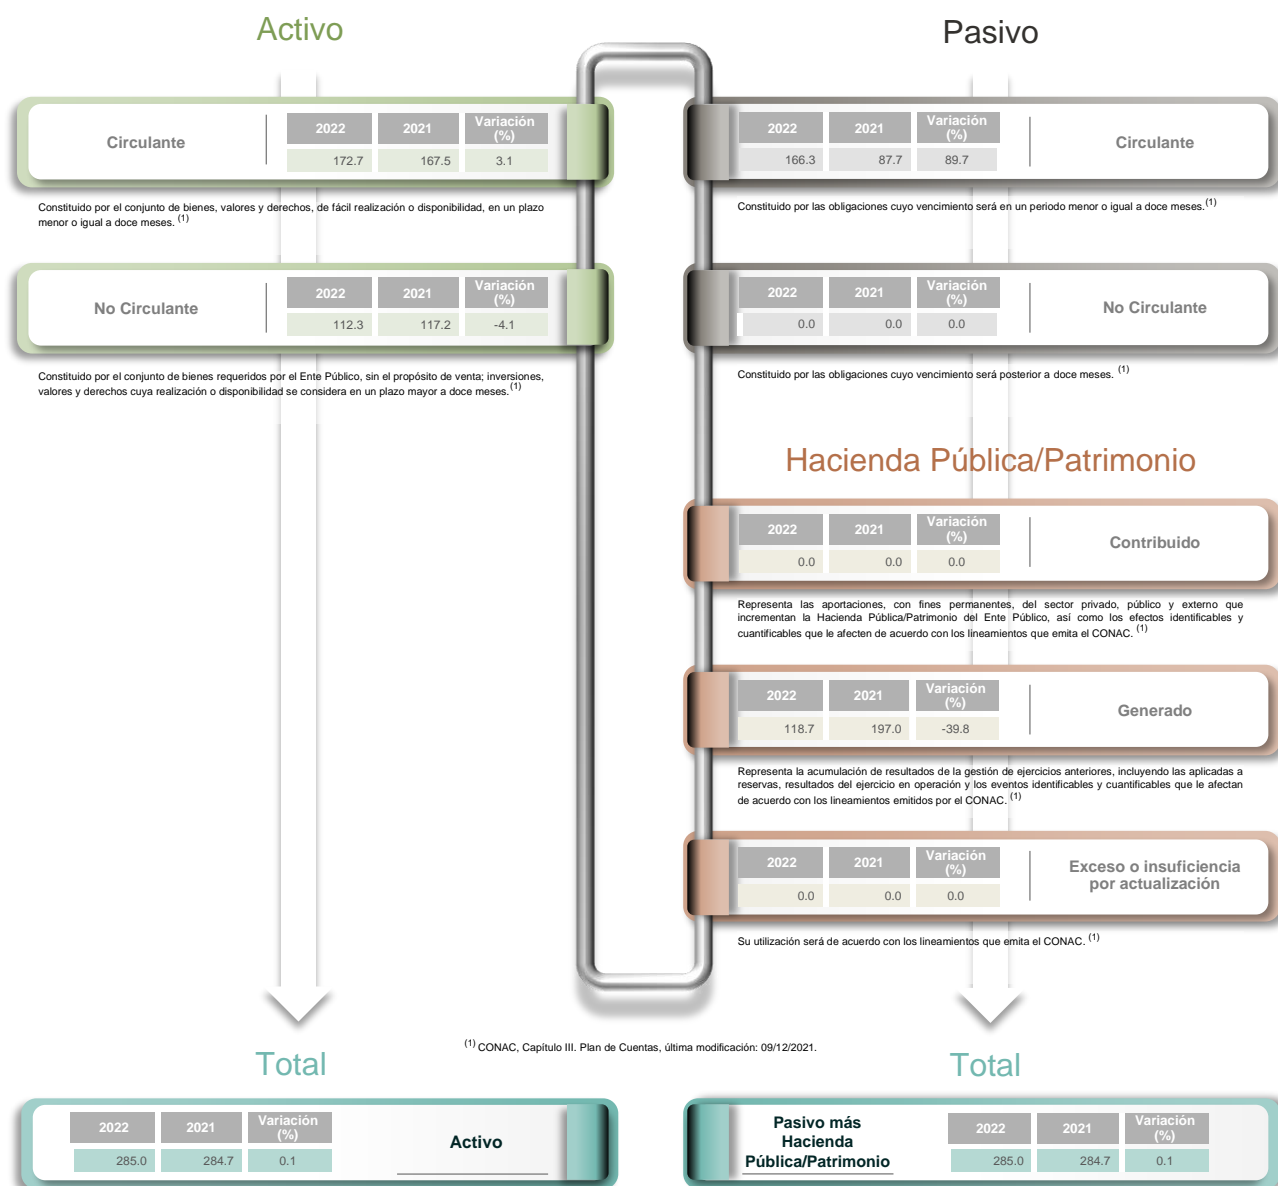 Activo
Circulante
2022 2021 Variación (%)
172.7 167.5 3.1
Constituido por el conjunto de bienes, valores y derechos, de fácil realización o disponibilidad, en un plazo
menor o igual a doce meses. (1)
No Circulante
2022 2021 Variación (%)
112.3 117.2 -4.1
Constituido por el conjunto de bienes requeridos por el Ente Público, sin el propósito de venta; inversiones,
valores y derechos cuya realización o disponibilidad se considera en un plazo mayor a doce meses. (1)
Pasivo
2022 2021 Variación (%)
166.3 87.7 89.7
Circulante
Constituido por las obligaciones cuyo vencimiento será en un periodo menor o igual a doce meses. (1)
2022 2021 Variación (%)
0.0 0.0 0.0
No Circulante
Constituido por las obligaciones cuyo vencimiento será posterior a doce meses. (1)
Hacienda Pública/Patrimonio
2022 2021 Variación (%)
0.0 0.0 0.0
Contribuido
Representa las aportaciones, con fines permanentes, del sector privado, público y externo que
incrementan la Hacienda Pública/Patrimonio del Ente Público, así como los efectos identificables y
cuantificables que le afecten de acuerdo con los lineamientos que emita el CONAC. (1)
2022 2021 Variación (%)
118.7 197.0 -39.8
Generado
Representa la acumulación de resultados de la gestión de ejercicios anteriores, incluyendo las aplicadas a
reservas, resultados del ejercicio en operación y los eventos identificables y cuantificables que le afectan
de acuerdo con los lineamientos emitidos por el CONAC. (1)
2022 2021 Variación (%)
0.0 0.0 0.0
Exceso o insuficiencia
por actualización
Su utilización será de acuerdo con los lineamientos que emita el CONAC. (1)
(1) CONAC, Capítulo III. Plan de Cuentas, última modificación: 09/12/2021.
Total
2022 2021 Variación (%)
285.0 284.7 0.1
Activo
Total
Pasivo más
Hacienda
Pública/Patrimonio
2022 2021 Variación (%)
285.0 284.7 0.1